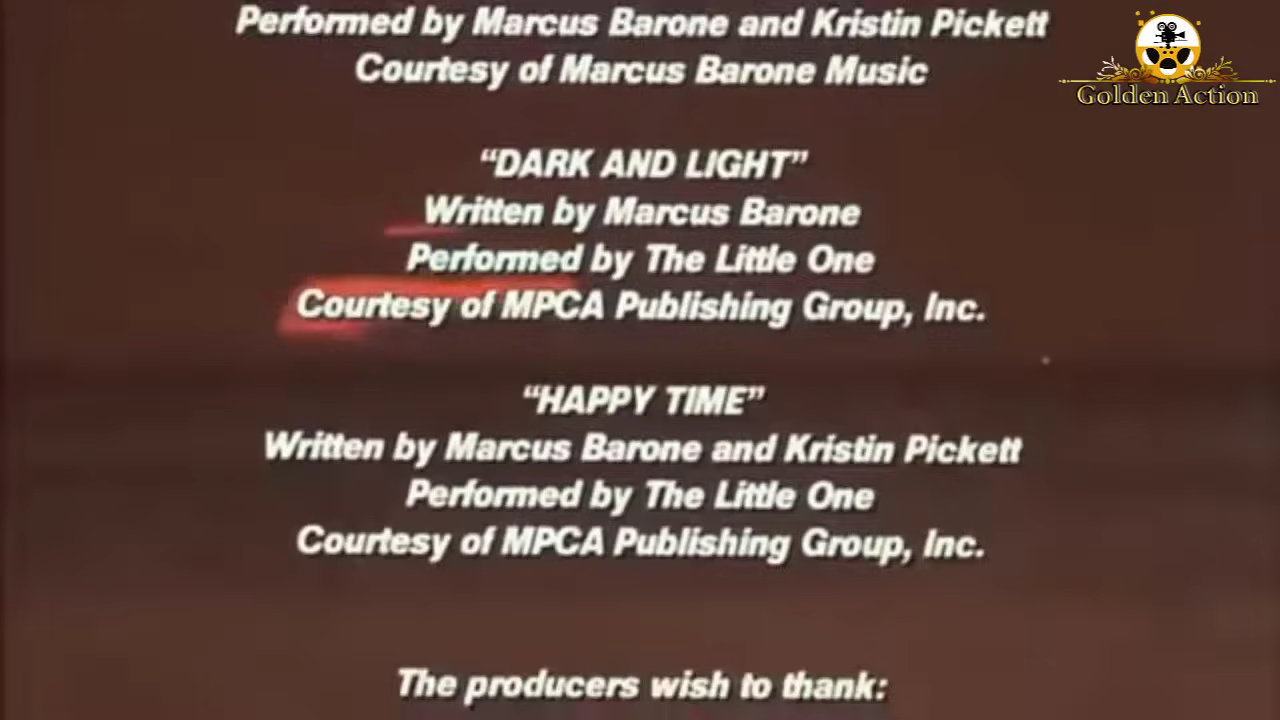 Performed by Marcus Barone and Kristin Pickett
Courtesy of Marcus Barone Music
Golden Action
“DARK AND LIGHT”
Written by Marcus Barone
Performed by The Little One
Courtesy of MPCA Publishing Group, Inc.
“HAPPY TIME”
Written by Marcus Barone and Kristin Pickett
Performed by The Little One
Courtesy of MPCA Publishing Group, Inc.
The producers wish to thank: